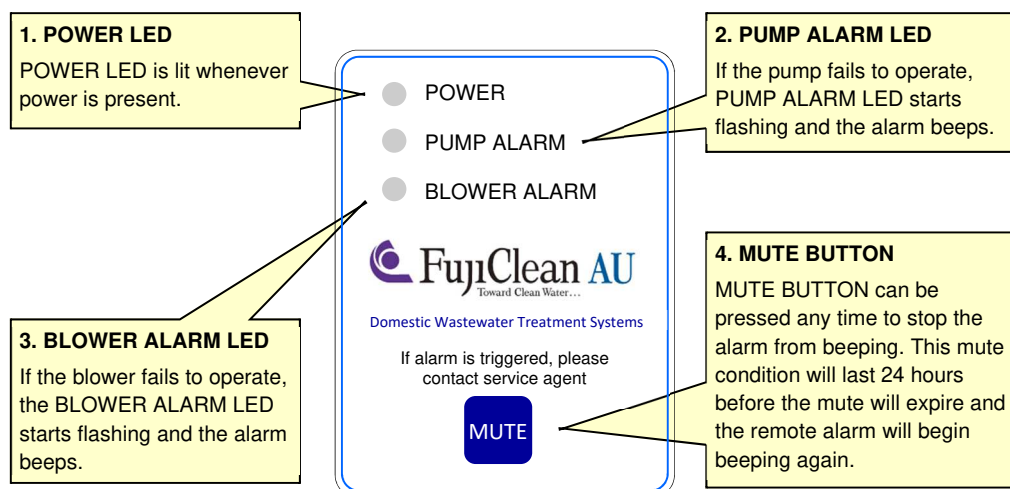 1. POWER LED
POWER LED is lit whenever
power is present.
2. PUMP ALARM LED
If the pump fails to operate,
PUMP ALARM LED starts
flashing and the alarm beeps.
POWER
PUMP ALARM
BLOWER ALARM
FujiClean AU
Toward Clean Water...
Domestic Wastewater Treatment Systems
If alarm is triggered, please
contact service agent
MUTE
3. BLOWER ALARM LED
If the blower fails to operate,
the BLOWER ALARM LED
starts flashing and the alarm
beeps.
4. MUTE BUTTON
MUTE BUTTON can be
pressed any time to stop the
alarm from beeping. This mute
condition will last 24 hours
before the mute will expire and
the remote alarm will begin
beeping again.